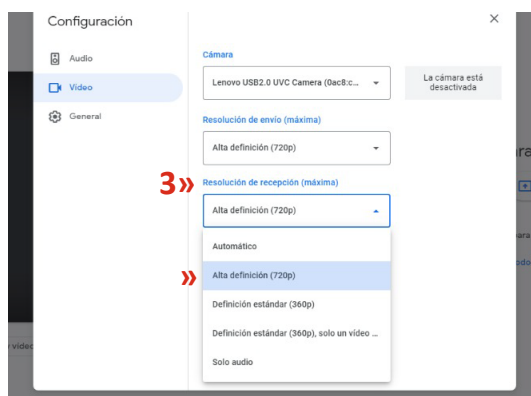 Configuración
Audio
Vídeo
General
Cámara
Lenovo USB2.0 UVC Camera (0ac8:c...
La cámara está
desactivada
Resolución de envío (máxima)
Alta definición (720p)
3»
Resolución de recepción (máxima)
Alta definición (720p)
Automático
»
Alta definición (720p)
Definición estándar (360p)
Definición estándar (360p), solo un vídeo ...
Solo audio